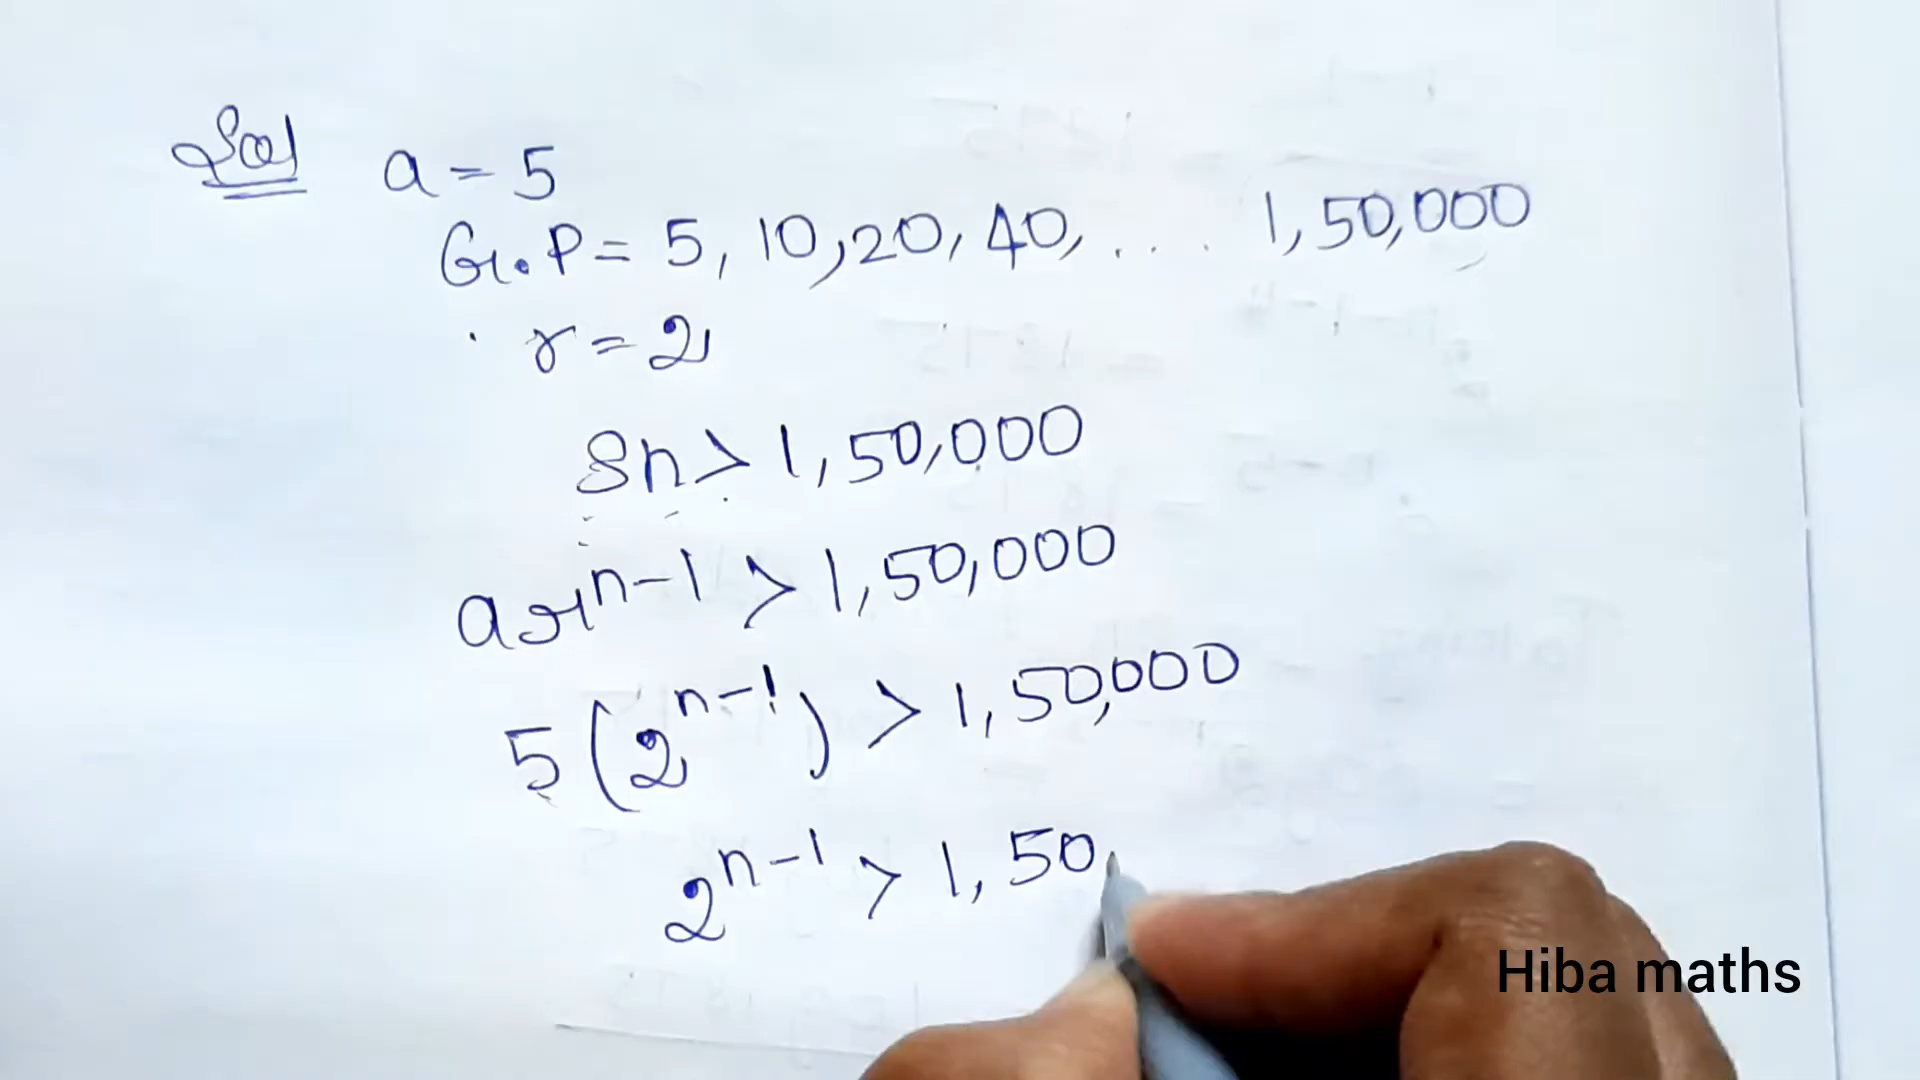 Sol a = 5
G.P = 5, 10, 20, 40, . . . 1,50,000
r = 2
Sn > 1,50,000
arⁿ⁻¹ > 1,50,000
5(2ⁿ⁻¹) > 1,50,000
2ⁿ⁻¹ > 1,50
Hiba maths